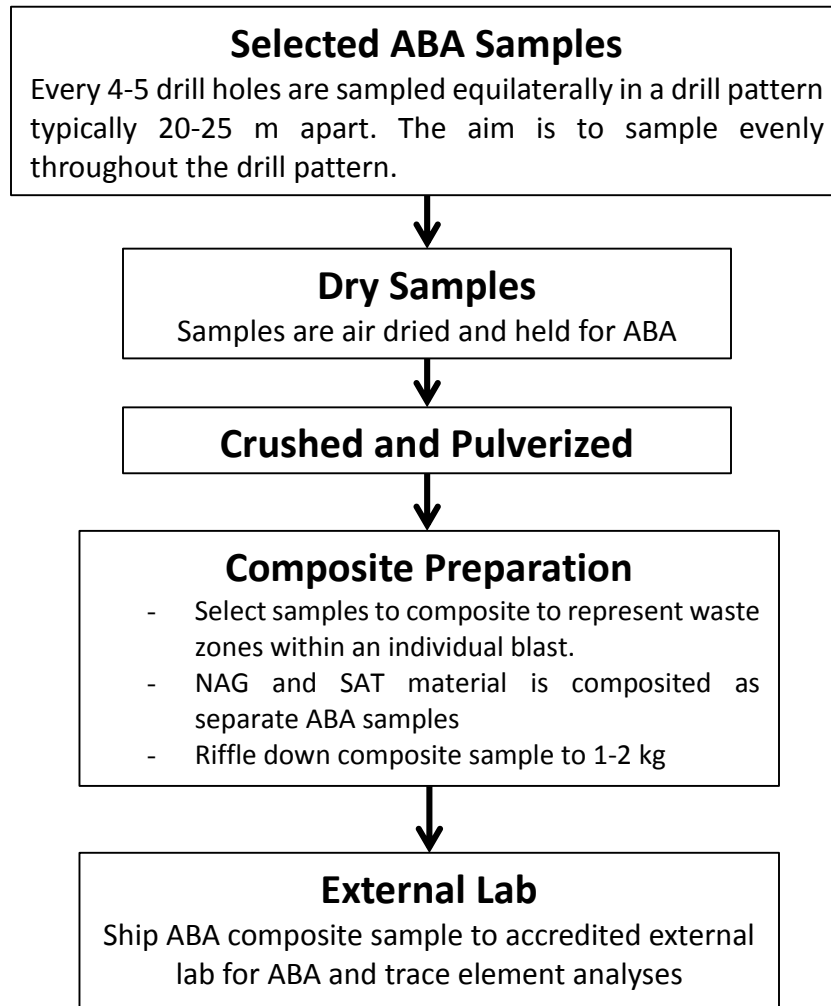 Selected ABA Samples
Every 4-5 drill holes are sampled equilaterally in a drill pattern
typically 20-25 m apart. The aim is to sample evenly
throughout the drill pattern.
Dry Samples
Samples are air dried and held for ABA
Crushed and Pulverized
Composite Preparation
- Select samples to composite to represent waste
zones within an individual blast.
- NAG and SAT material is composited as
separate ABA samples
- Riffle down composite sample to 1-2 kg
External Lab
Ship ABA composite sample to accredited external
lab for ABA and trace element analyses